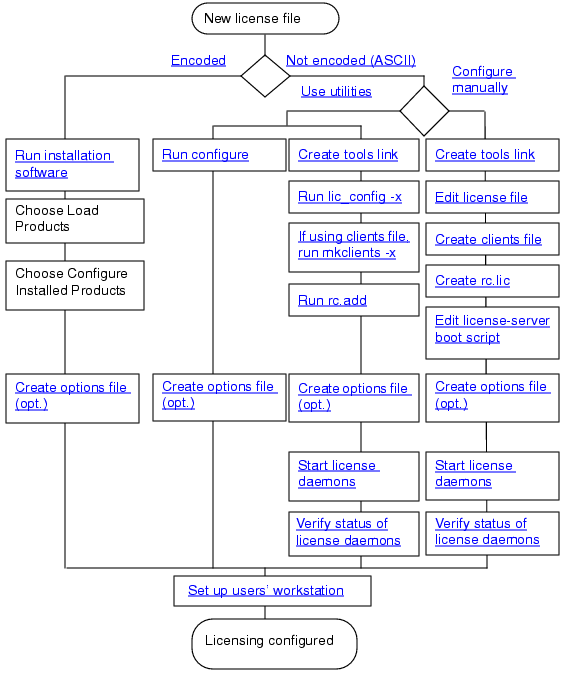 New license file
Encoded
Not encoded (ASCII)
Use utilities
Configure
manually
Run installation
software
Choose Load
Products
Choose Configure
Installed Products
Create options file
(opt.)
Run configure
Create options file
(opt.)
Create tools link
Run lic_config -x
If using clients file,
run mkclients -x
Run rc.add
Create options file
(opt.)
Start license
daemons
Verify status of
license daemons
Create tools link
Edit license file
Create clients file
Create rc.lic
Edit license-server
boot script
Create options file
(opt.)
Start license
daemons
Verify status of
license daemons
Set up users' workstation
Licensing configured